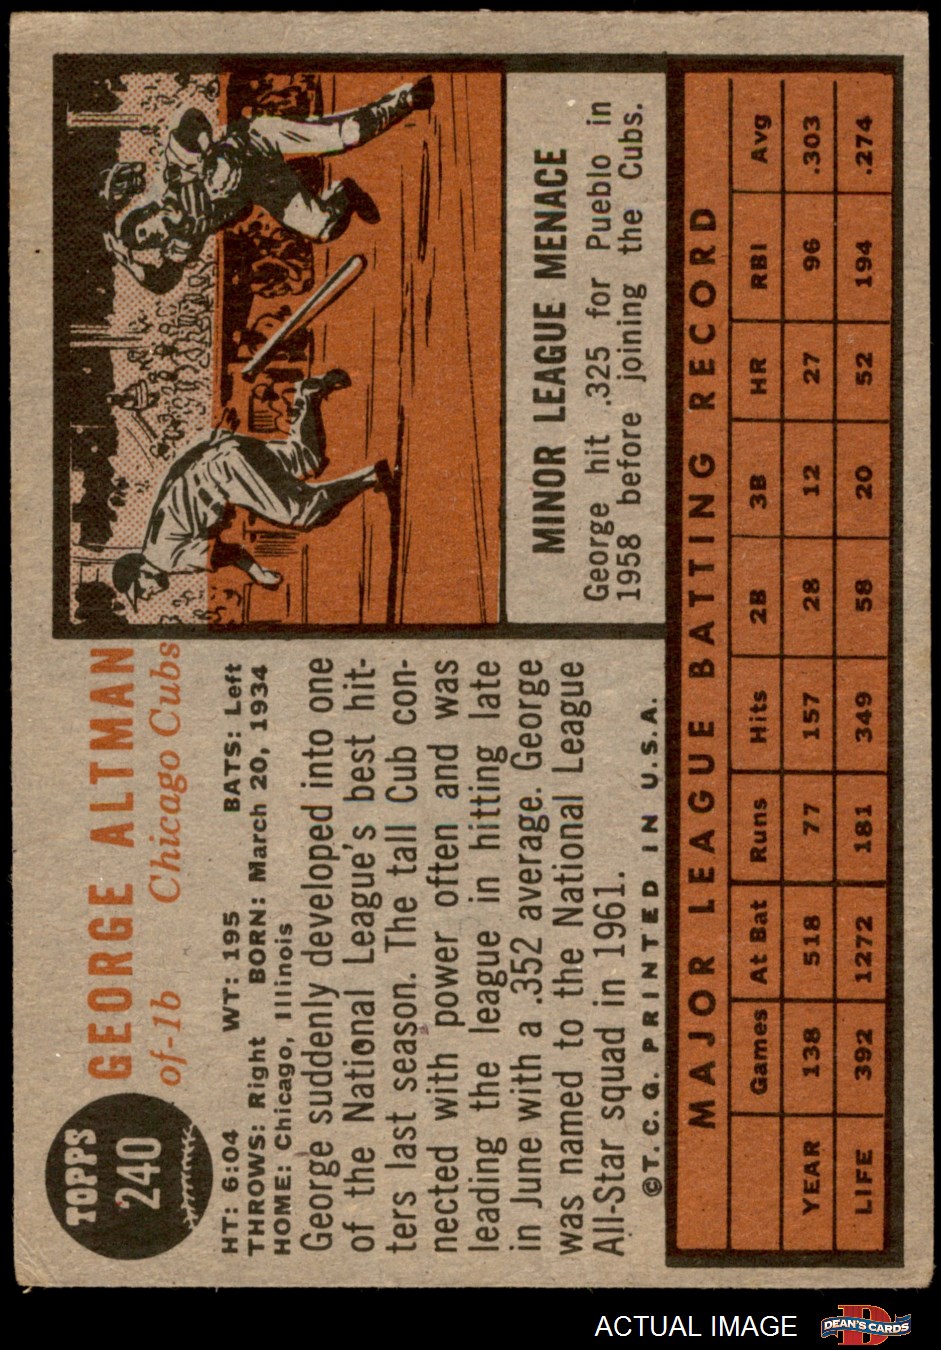 TOPPS
240
GEORGE ALTMAN
of-1b Chicago Cubs
HT: 6:04 WT: 195 BATS: Left
THROWS: Right BORN: March 20, 1934
HOME: Chicago, Illinois
George suddenly developed into one
of the National League's best hit-
ters last season. The tall Cub con-
nected with power often and was
leading the league in hitting late
in June with a .352 average. George
was named to the National League
All-Star squad in 1961.
©T. C. G. PRINTED IN U.S.A.
MINOR LEAGUE MENACE
George hit .325 for Pueblo in
1958 before joining the Cubs.
MAJOR LEAGUE BATTING RECORD
Games At Bat Runs Hits 2B 3B HR RBI Avg
YEAR 138 518 77 157 28 12 27 96 .303
LIFE 392 1272 181 349 58 20 52 194 .274
ACTUAL IMAGE
DEAN'S CARDS